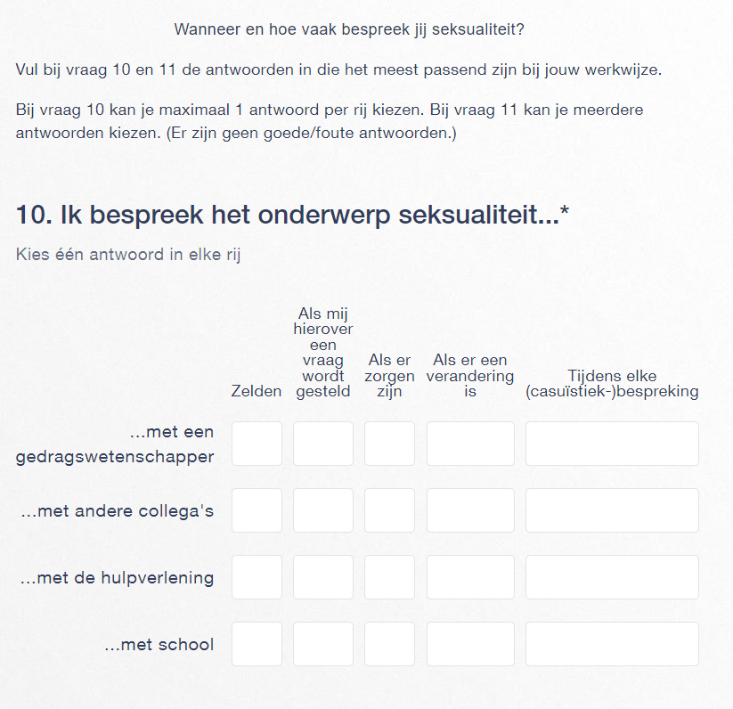 Wanneer en hoe vaak bespreek jij seksualiteit?
Vul bij vraag 10 en 11 de antwoorden in die het meest passend zijn bij jouw werkwijze.
Bij vraag 10 kan je maximaal 1 antwoord per rij kiezen. Bij vraag 11 kan je meerdere
antwoorden kiezen. (Er zijn geen goede/foute antwoorden.)
10. Ik bespreek het onderwerp seksualiteit...*
Kies één antwoord in elke rij
Zelden
Als mij
hierover
een
vraag
wordt
gesteld
Als er
zorgen
zijn
Als er een
verandering
is
Tijdens elke
(casuïstiek-)bespreking
...met een
gedragswetenschapper
...met andere collega's
...met de hulpverlening
...met school